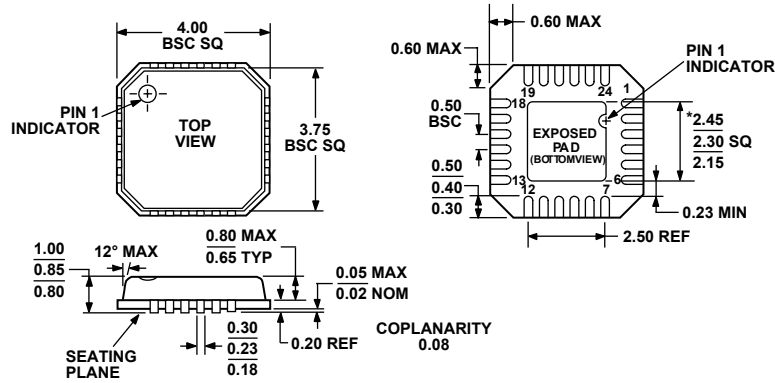 4.00
BSC SQ
PIN 1
INDICATOR
TOP
VIEW
3.75
BSC SQ
0.60 MAX
0.60 MAX
PIN 1
INDICATOR
19
24
1
18
0.50
BSC
EXPOSED
PAD
(BOTTOMVIEW)
*2.45
2.30 SQ
2.15
0.50
0.40
0.30
13
12
7
6
0.23 MIN
2.50 REF
1.00
0.85
0.80
12° MAX
0.80 MAX
0.65 TYP
0.05 MAX
0.02 NOM
SEATING
PLANE
0.30
0.23
0.18
0.20 REF
COPLANARITY
0.08